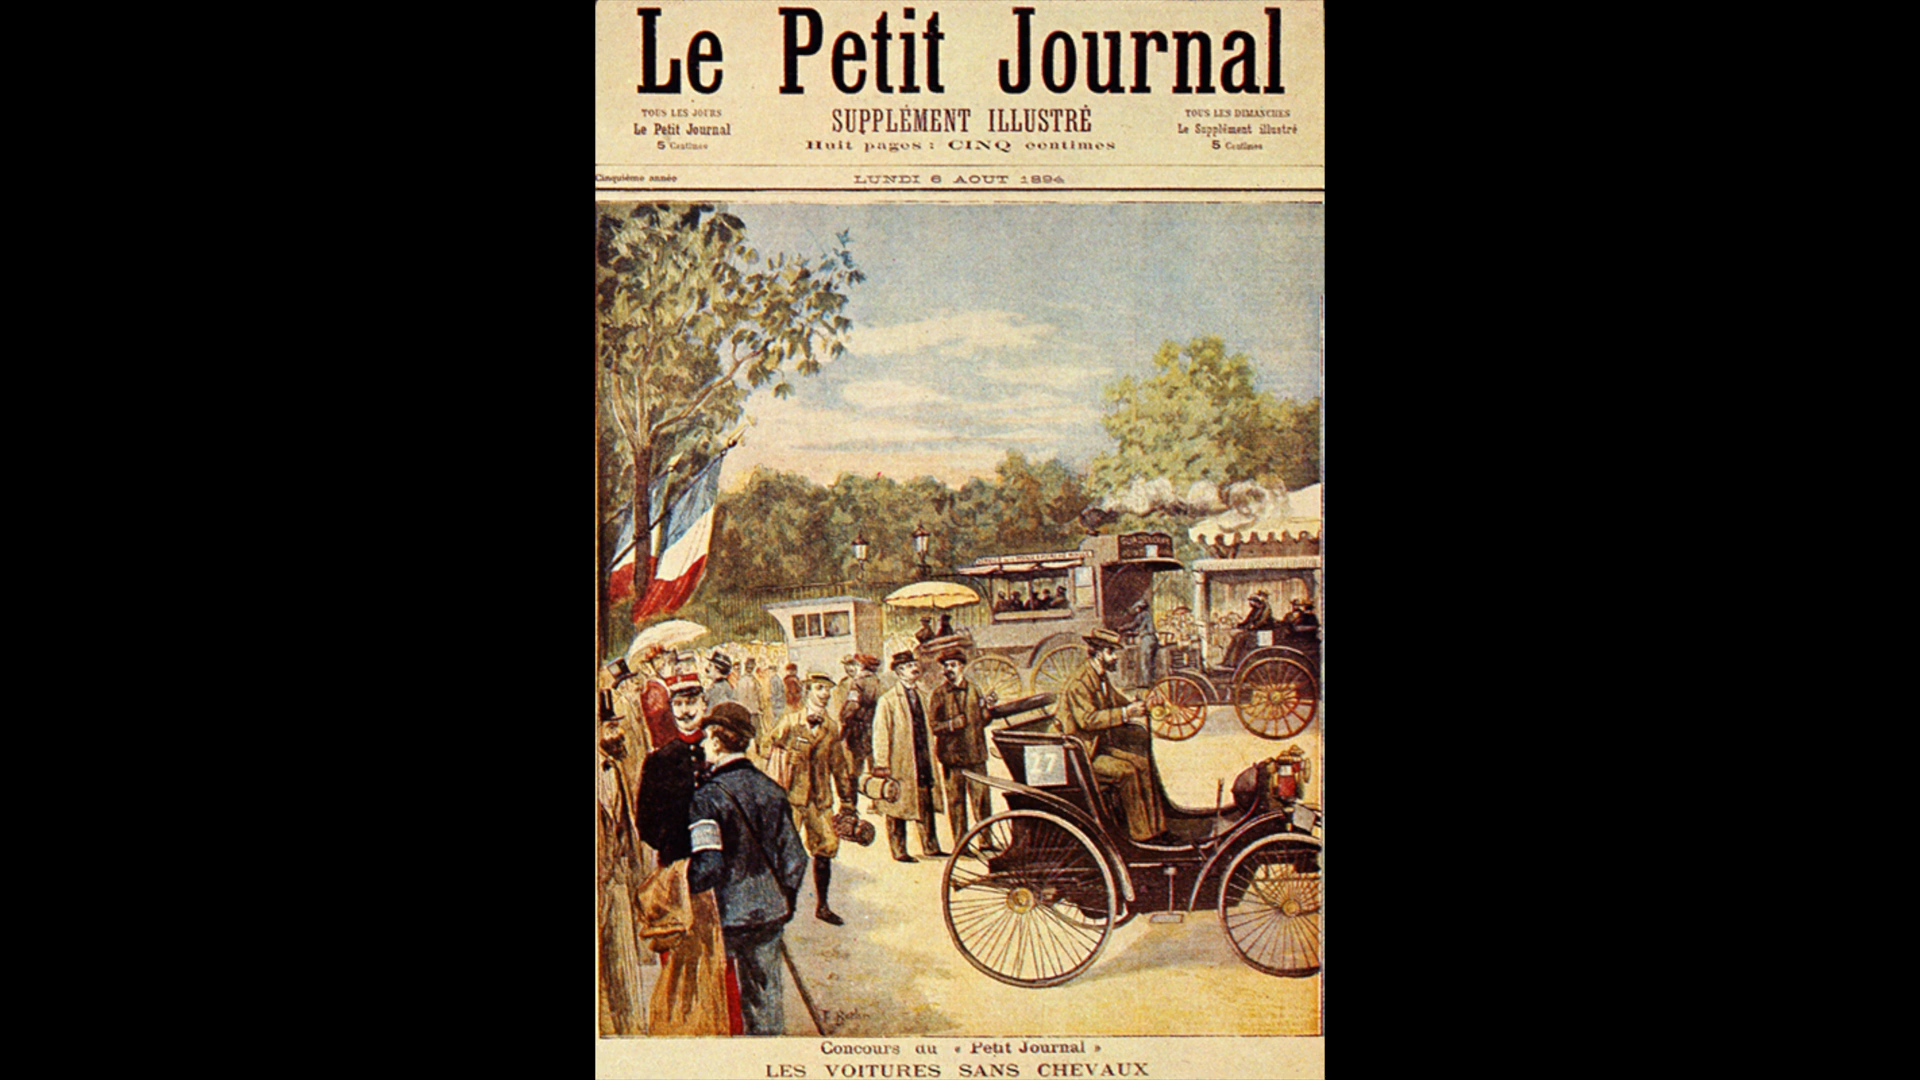 Le Petit Journal
TOUS LES JOURS
Le Petit Journal
5 Centimes
SUPPLÉMENT ILLUSTRÉ
Huit pages : CINQ centimes
TOUS LES DIMANCHES
Le Supplément illustré
5 Centimes
Cinquième année
LUNDI 6 AOUT 1894
17
Concours du « Petit Journal »
LES VOITURES SANS CHEVAUX